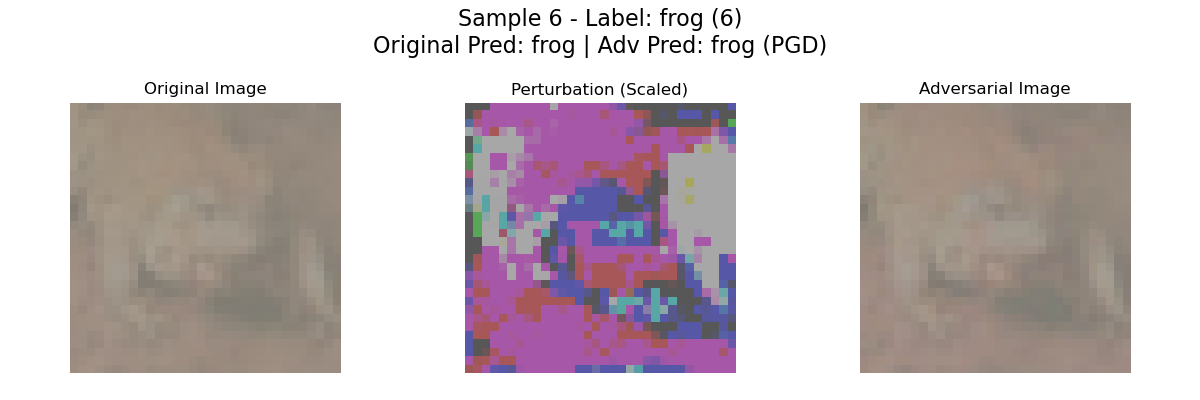 Sample 6 - Label: frog (6)
Original Pred: frog | Adv Pred: frog (PGD)
Original Image
Perturbation (Scaled)
Adversarial Image